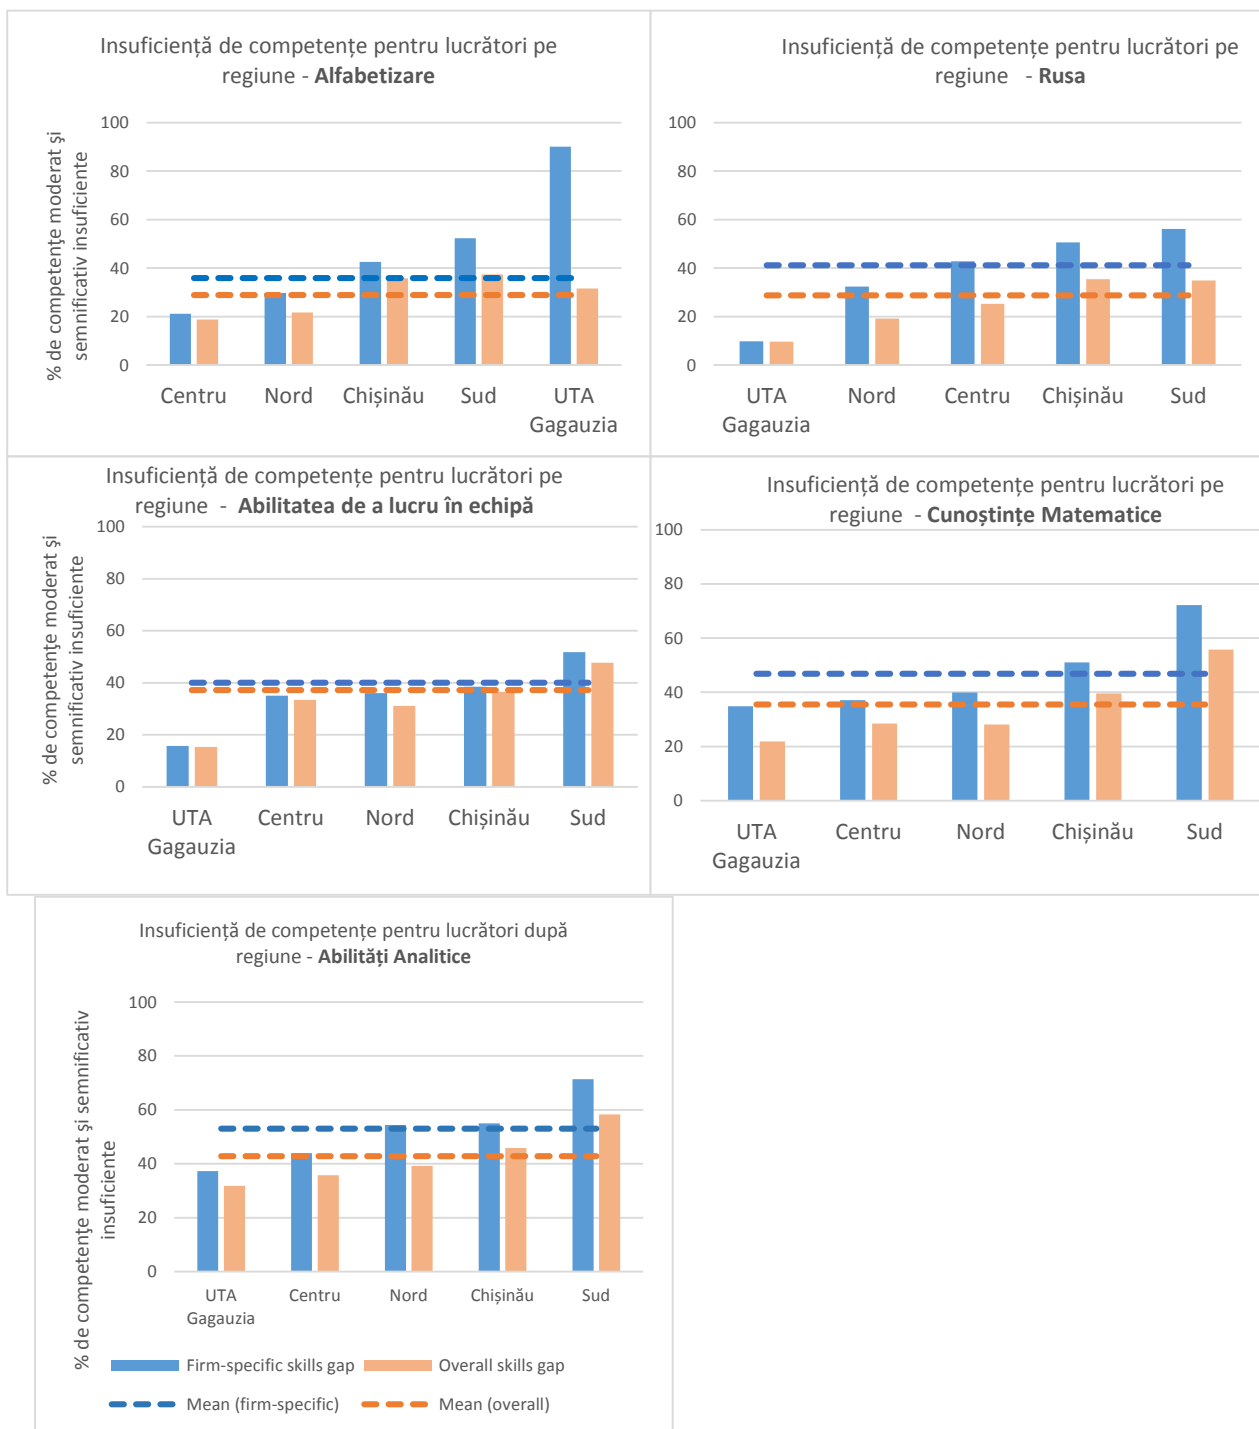 Insuficiență de competențe pentru lucrători pe
regiune - Alfabetizare
% de competenţe moderat şi
semnificativ insuficiente
100
80
60
40
20
0
Centru Nord Chișinău Sud UTA
Gagauzia
Insuficiență de competențe pentru lucrători pe
regiune - Rusa
100
80
60
40
20
0
UTA Nord Centru Chișinău Sud
Gagauzia
Insuficiență de competențe pentru lucrători pe
regiune - Abilitatea de a lucru în echipă
% de competenţe moderat şi
semnificativ insuficiente
100
80
60
40
20
0
UTA Centru Nord Chișinău Sud
Gagauzia
Insuficiență de competențe pentru lucrători pe
regiune - Cunoștințe Matematice
100
80
60
40
20
0
UTA Centru Nord Chișinău Sud
Gagauzia
Insuficiență de competențe pentru lucrători după
regiune - Abilități Analitice
% de competenţe moderat şi semnificativ
insuficiente
100
80
60
40
20
0
UTA Centru Nord Chișinău Sud
Gagauzia
Firm-specific skills gap Overall skills gap
Mean (firm-specific) Mean (overall)